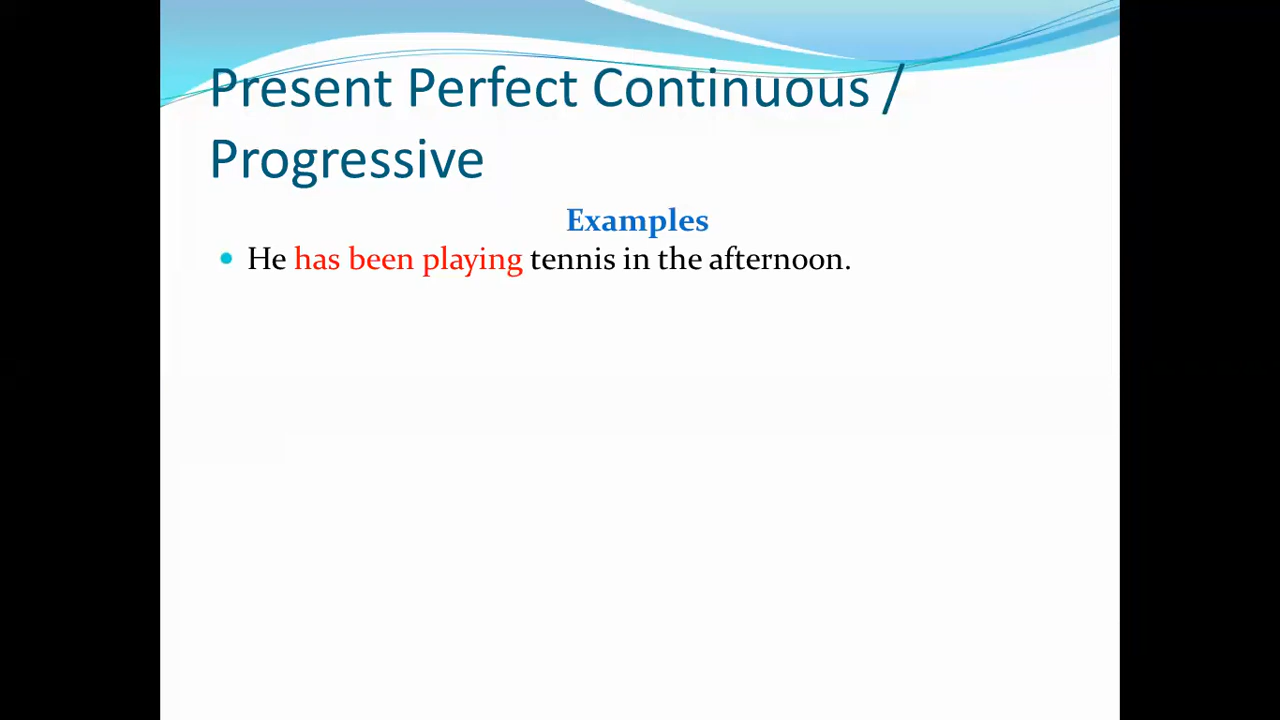 Present Perfect Continuous /
Progressive
Examples
• He has been playing tennis in the afternoon.